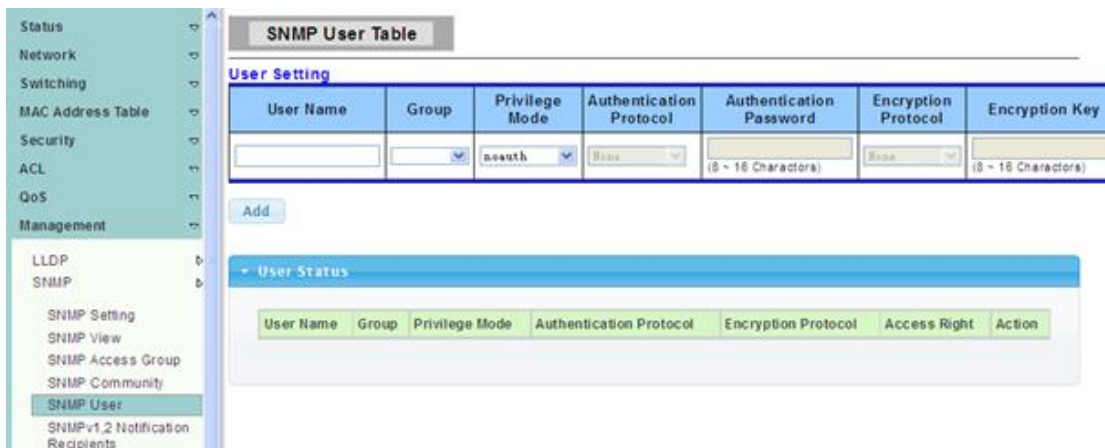 Status
Network
Switching
MAC Address Table
Security
ACL
QoS
Management
LLDP
SNMP
SNMP Setting
SNMP View
SNMP Access Group
SNMP Community
SNMP User
SNMPv1,2 Notification
Recipients
SNMP User Table
User Setting
User Name
Group
Privilege
Mode
Authentication
Protocol
Authentication
Password
Encryption
Protocol
Encryption Key
noauth
None
(8 ~ 16 Charactors)
None
(8 ~ 16 Charactors)
Add
User Status
User Name Group Privilege Mode Authentication Protocol Encryption Protocol Access Right Action